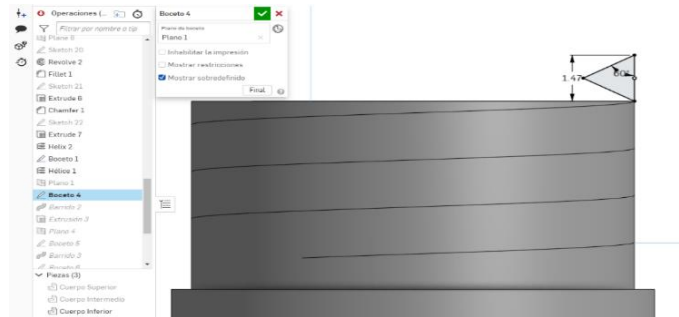 Operaciones (...
Filtrar por nombre o tip
Plane 8
Sketch 20
Revolve 2
Fillet 1
Sketch 21
Extrude 6
Chamfer 1
Sketch 22
Extrude 7
Helix 2
Boceto 1
Hélice 1
Plano 1
Boceto 4
Barrido 2
Extrusión 3
Plano 4
Boceto 5
Barrido 3
Boceto 6
Piezas (3)
Cuerpo Superior
Cuerpo Intermedio
Cuerpo Inferior
Boceto 4
Plano de boceto
Plano 1
Inhabilitar la impresión
Mostrar restricciones
Mostrar sobredefinido
Final
1.47
60°